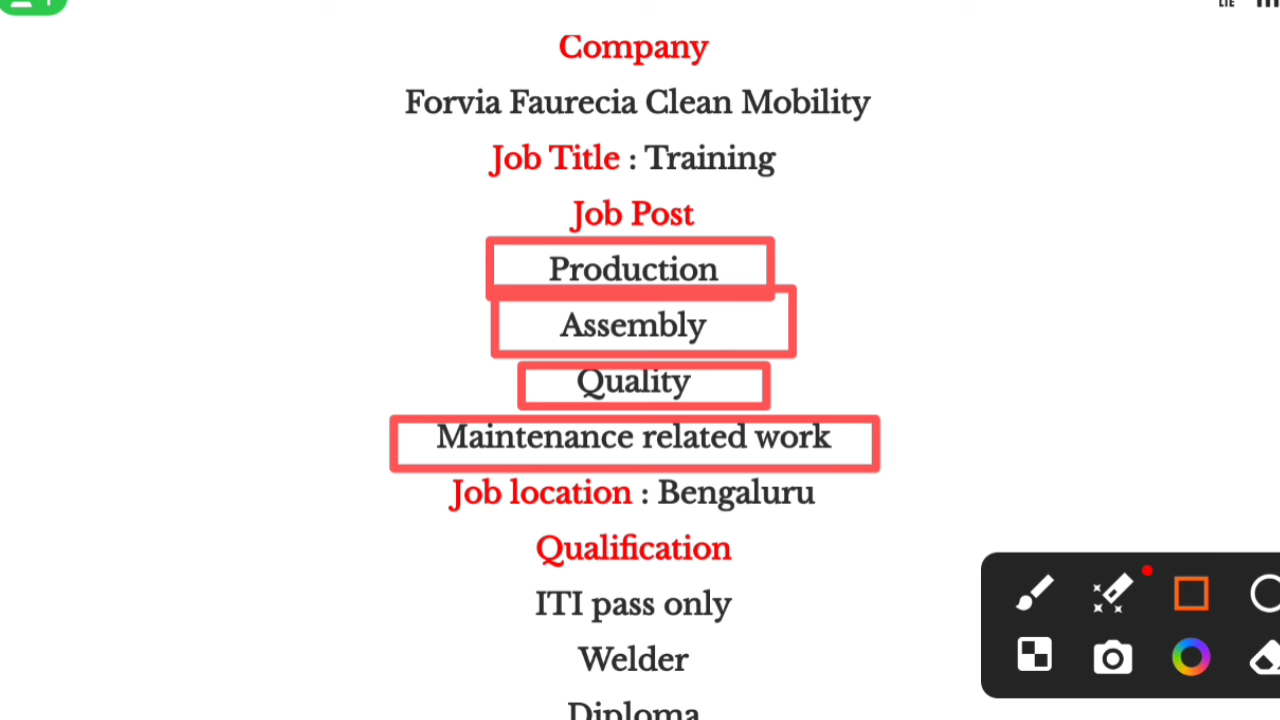 LTE
Company
Forvia Faurecia Clean Mobility
Job Title : Training
Job Post
Production
Assembly
Quality
Maintenance related work
Job location : Bengaluru
Qualification
ITI pass only
Welder
Diploma